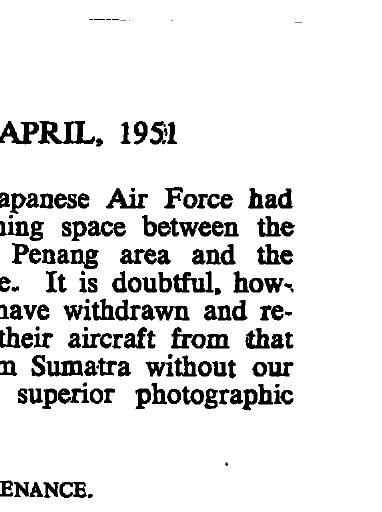 APRIL, 1951
apanese Air Force had
ning space between the
Penang area and the
e. It is doubtful, how-
have withdrawn and re-
their aircraft from that
m Sumatra without our
superior photographic
ENANCE.